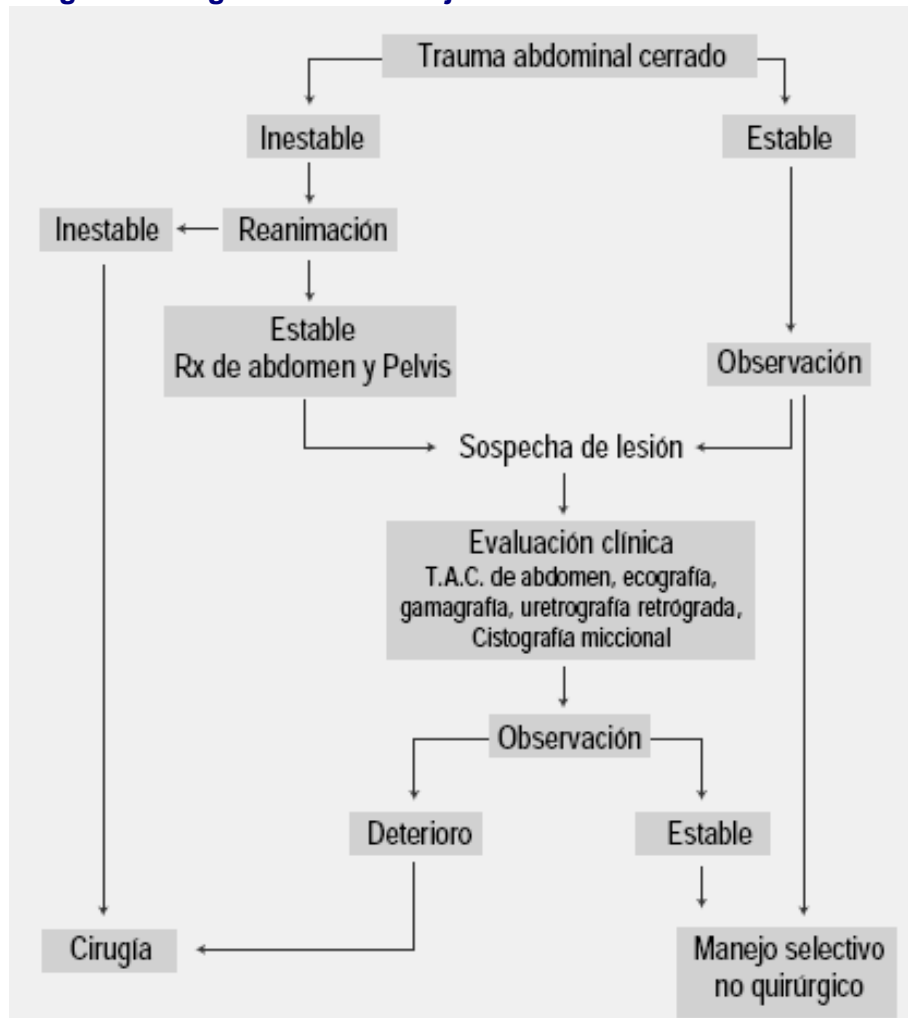 Trauma abdominal cerrado
Inestable
Estable
Inestable
Reanimación
Estable
Rx de abdomen y Pelvis
Observación
Sospecha de lesión
Evaluación clínica
T.A.C. de abdomen, ecografía,
gamagrafía, uretrografía retrógrada,
Cistografía miccional
Observación
Deterioro
Estable
Cirugía
Manejo selectivo
no quirúrgico